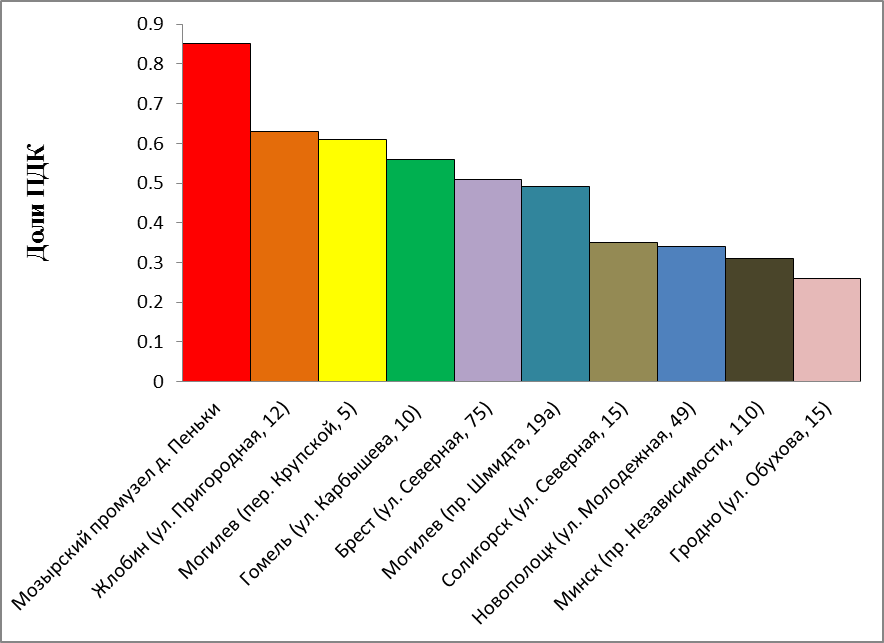 Доли ПДК
0.9
0.8
0.7
0.6
0.5
0.4
0.3
0.2
0.1
0
Мозырский промузел д. Пеньки
Жлобин (ул. Пригородная, 12)
Могилев (пер. Крупской, 5)
Гомель (ул. Карбышева, 10)
Брест (ул. Северная, 75)
Могилев (пр. Шмидта, 19а)
Солигорск (ул. Северная, 15)
Новополоцк (ул. Молодежная, 49)
Минск (пр. Независимости, 110)
Гродно (ул. Обухова, 15)